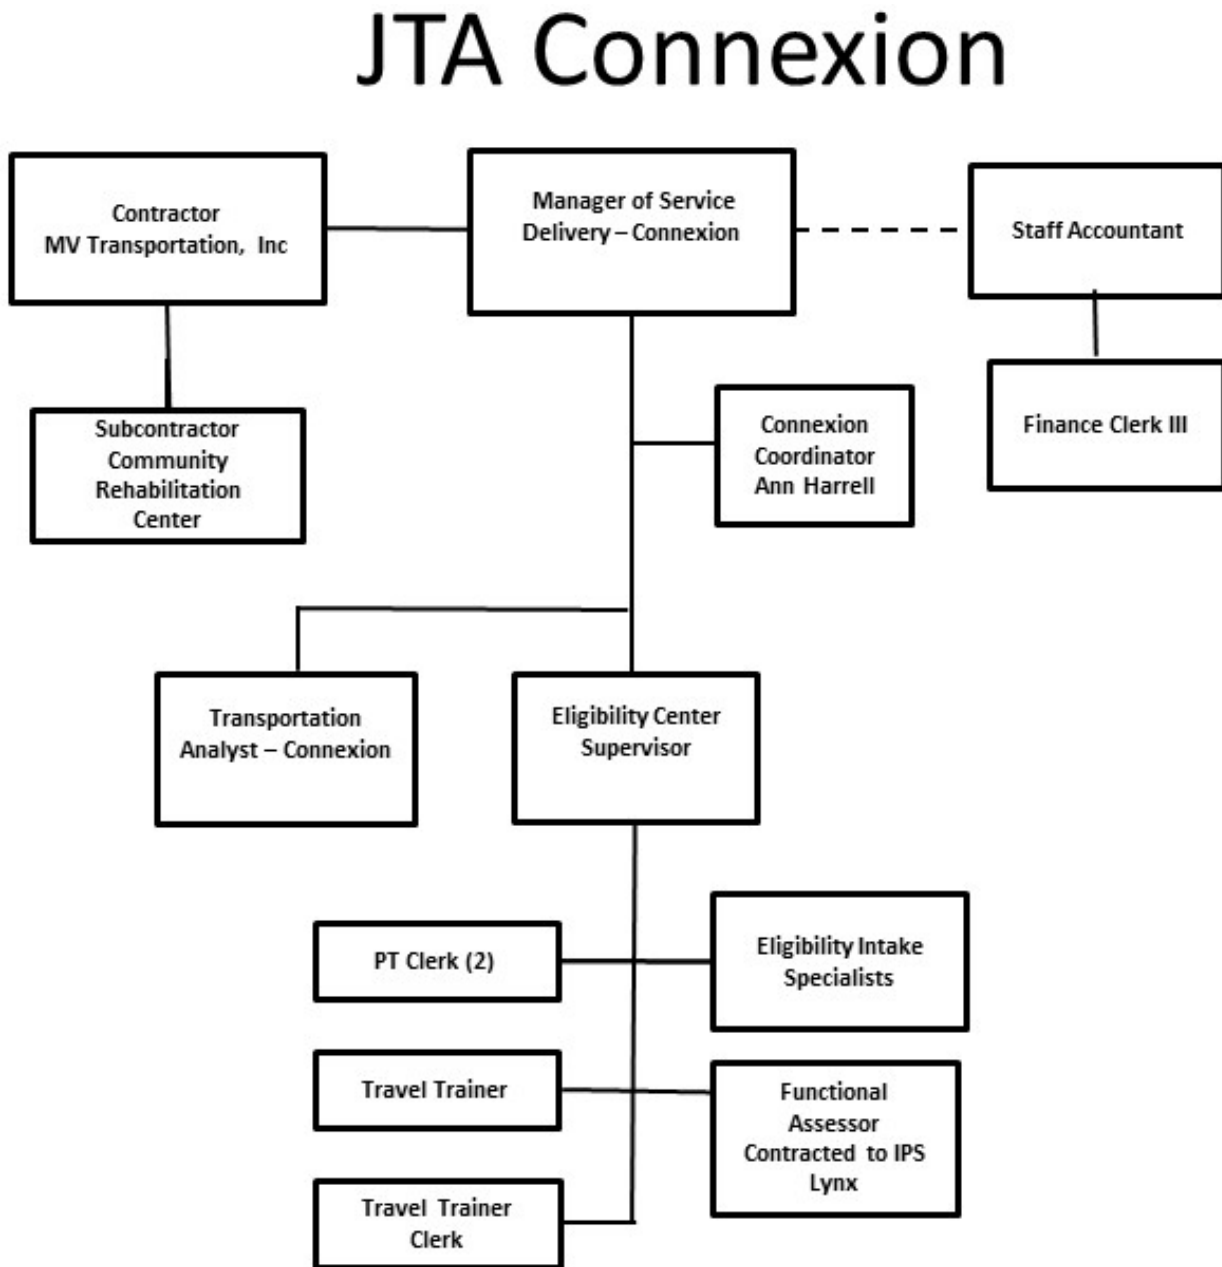 JTA Connexion
Contractor
MV Transportation, Inc
Manager of Service
Delivery – Connexion
Staff Accountant
Subcontractor
Community
Rehabilitation
Center
Connexion
Coordinator
Ann Harrell
Finance Clerk III
Transportation
Analyst – Connexion
Eligibility Center
Supervisor
PT Clerk (2)
Eligibility Intake
Specialists
Travel Trainer
Functional
Assessor
Contracted to IPS
Lynx
Travel Trainer
Clerk